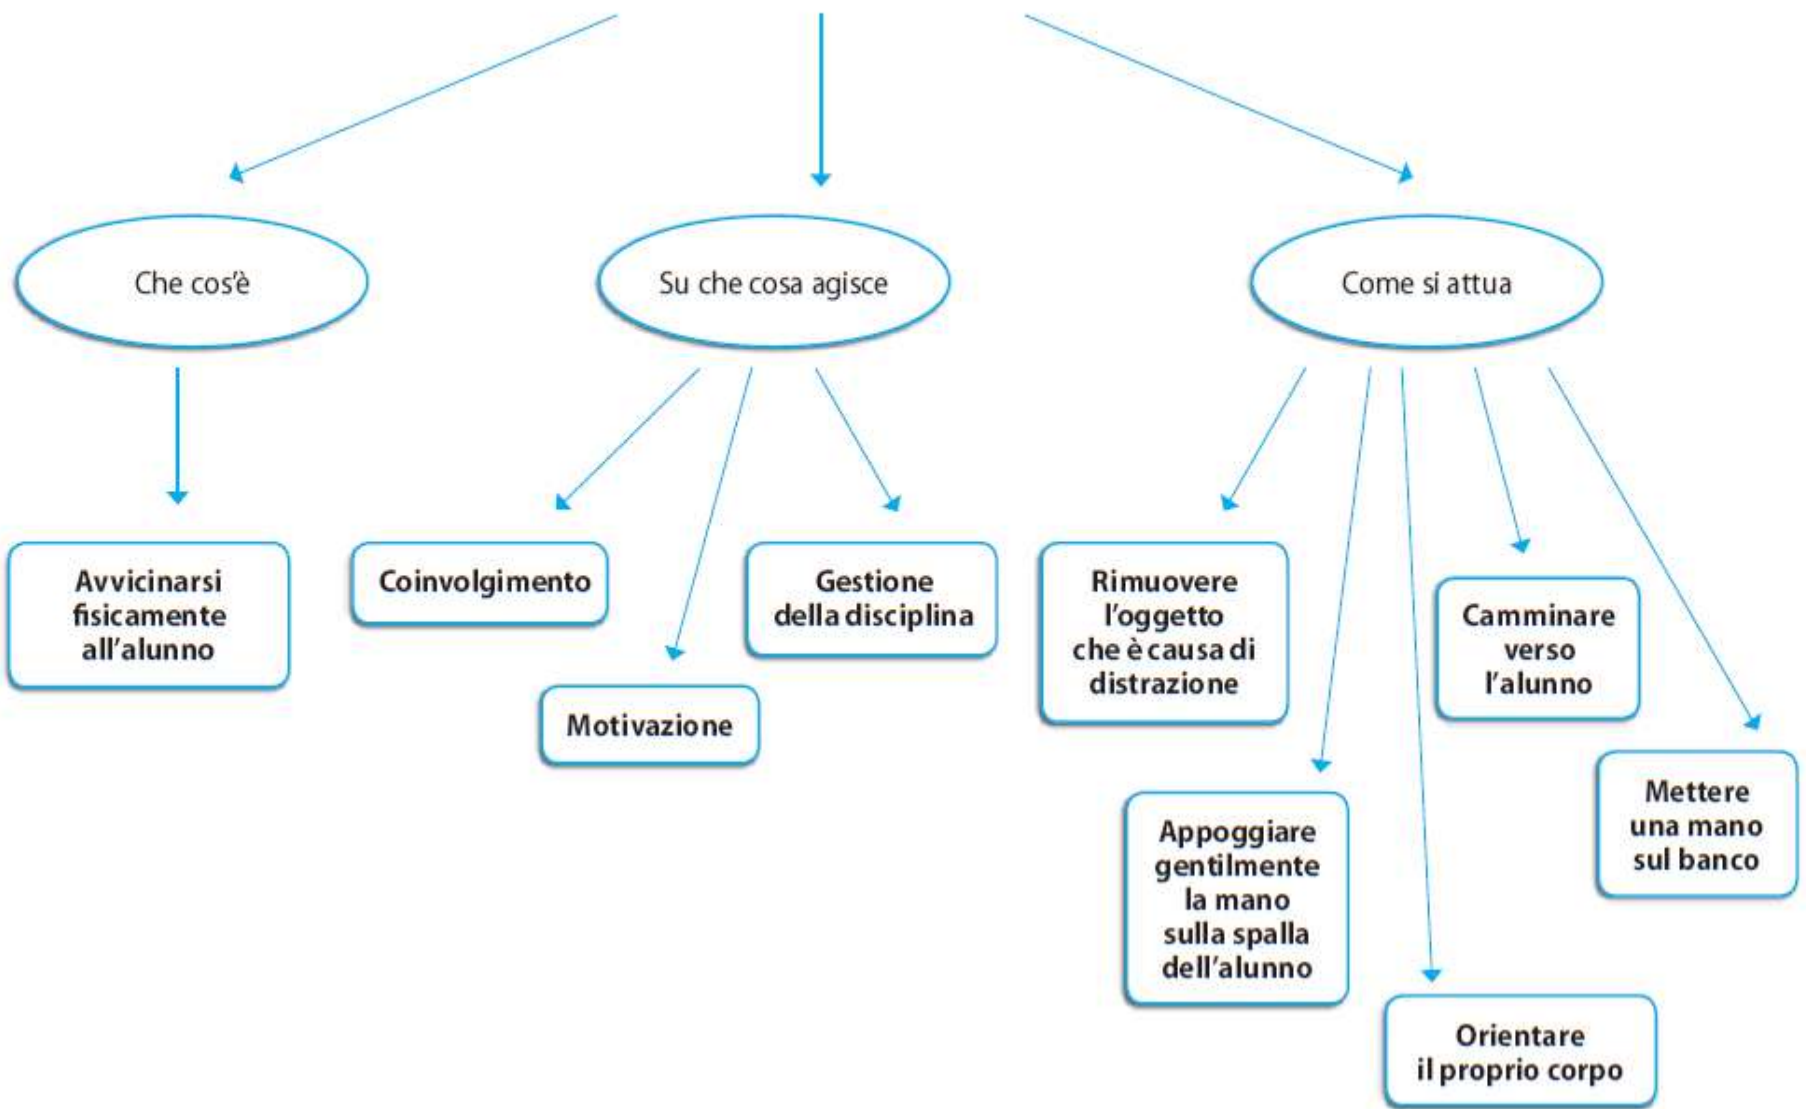 Che cos'è
Su che cosa agisce
Come si attua
Avvicinarsi
fisicamente
all'alunno
Coinvolgimento
Motivazione
Gestione
della disciplina
Rimuovere
l'oggetto
che è causa di
distrazione
Appoggiare
gentilmente
la mano
sulla spalla
dell'alunno
Orientare
il proprio corpo
Camminare
verso
l'alunno
Mettere
una mano
sul banco